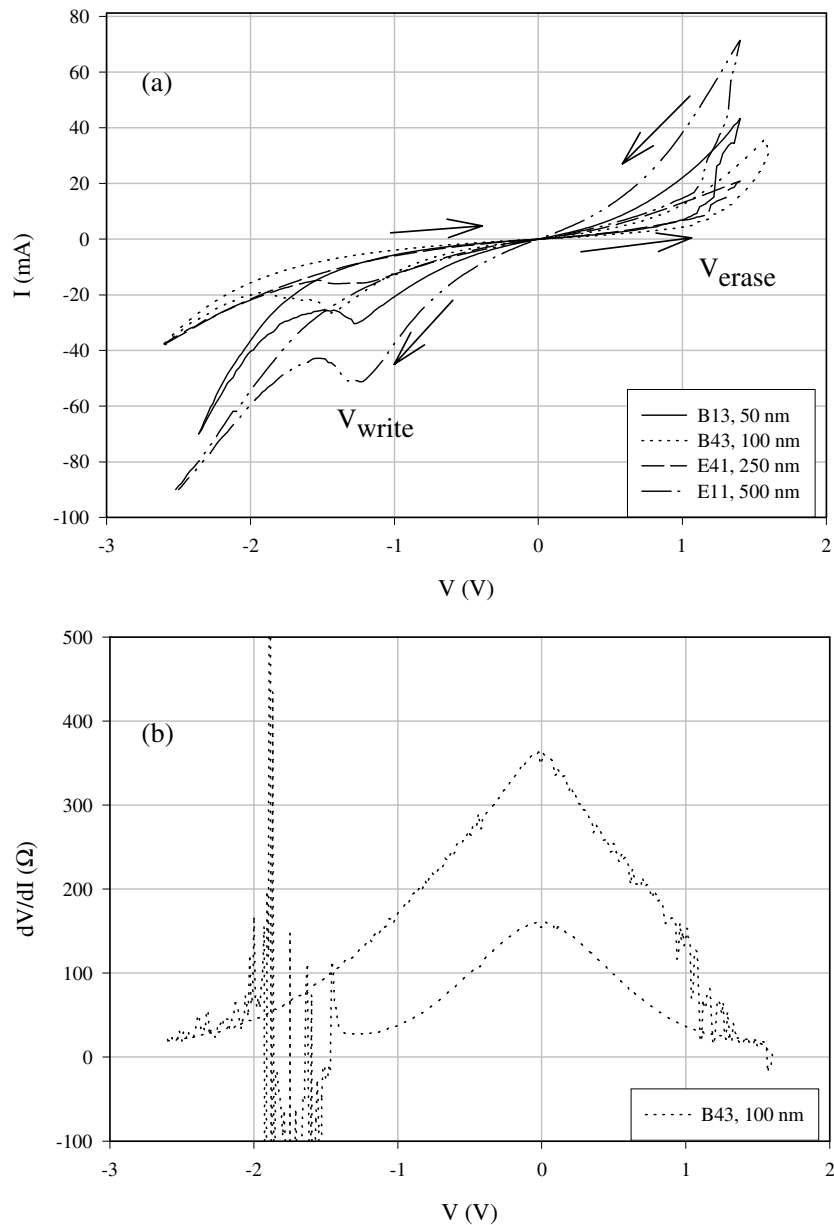 80
60
40
20
0
-20
-40
-60
-80
-100
I (mA)
(a)
V_erase
V_write
B13, 50 nm
B43, 100 nm
E41, 250 nm
E11, 500 nm
-3 -2 -1 0 1 2
V (V)
500
400
300
200
100
0
-100
dV/dI (Ω)
(b)
B43, 100 nm
-3 -2 -1 0 1 2
V (V)